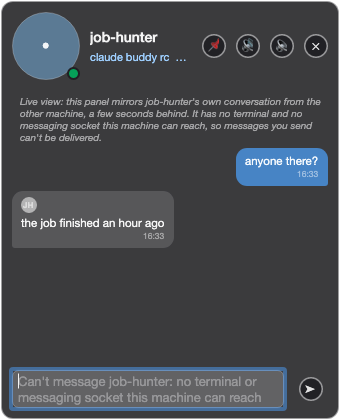 job-hunter
claude buddy rc ...
Live view: this panel mirrors job-hunter's own conversation from the
other machine, a few seconds behind. It has no terminal and no
messaging socket this machine can reach, so messages you send
can't be delivered.
anyone there?
16:33
JH
the job finished an hour ago
16:33
Can't message job-hunter: no terminal or
messaging socket this machine can reach